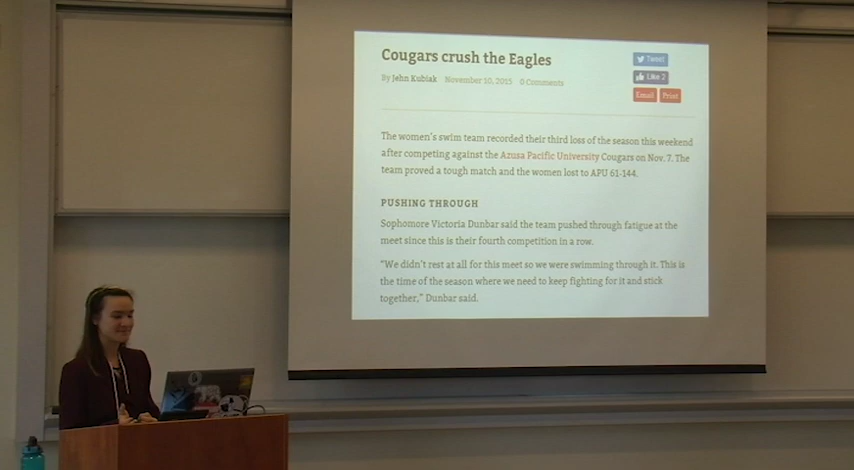 Cougars crush the Eagles
By Jehn Kubiak November 10, 2015 0 Comments
Tweet
Like 2
Email Print
The women's swim team recorded their third loss of the season this weekend
after competing against the Azusa Pacific University Cougars on Nov. 7. The
team proved a tough match and the women lost to APU 61-144.
PUSHING THROUGH
Sophomore Victoria Dunbar said the team pushed through fatigue at the
meet since this is their fourth competition in a row.
"We didn't rest at all for this meet so we were swimming through it. This is
the time of the season where we need to keep fighting for it and stick
together," Dunbar said.